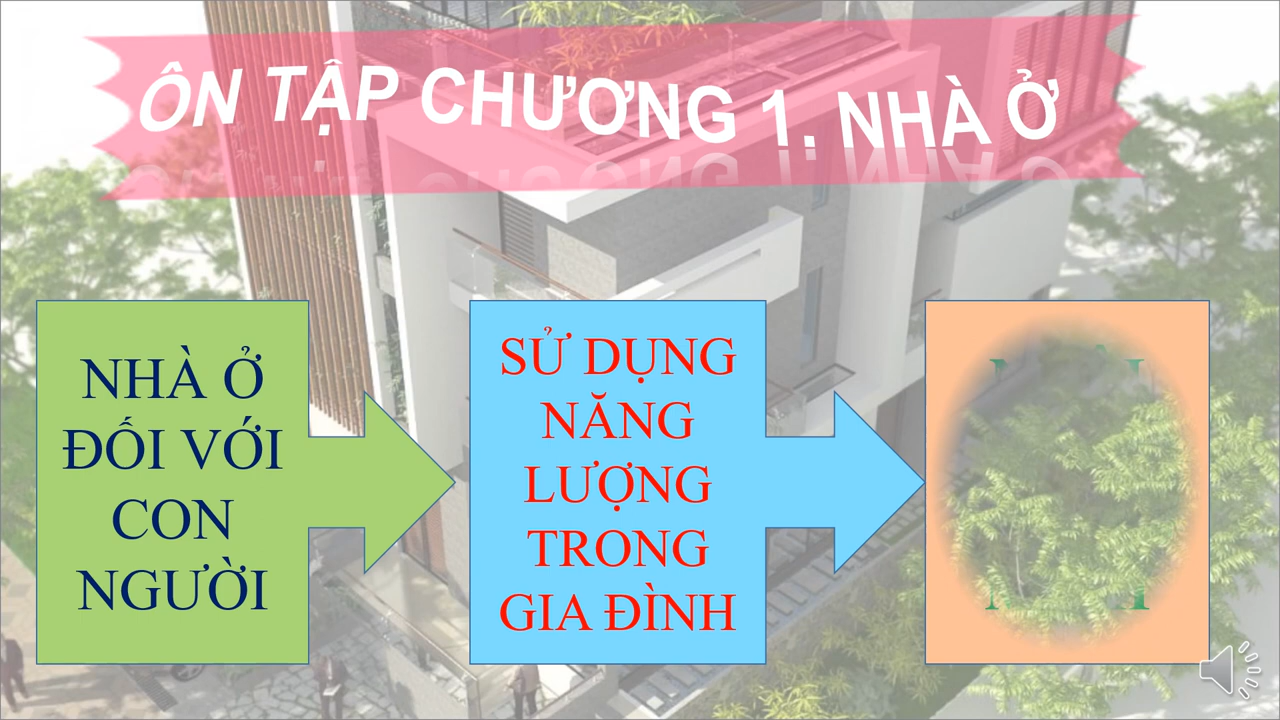 ÔN TẬP CHƯƠNG 1. NHÀ Ở
NHÀ Ở
ĐỐI VỚI
CON
NGƯỜI
SỬ DỤNG
NĂNG
LƯỢNG
TRONG
GIA ĐÌNH